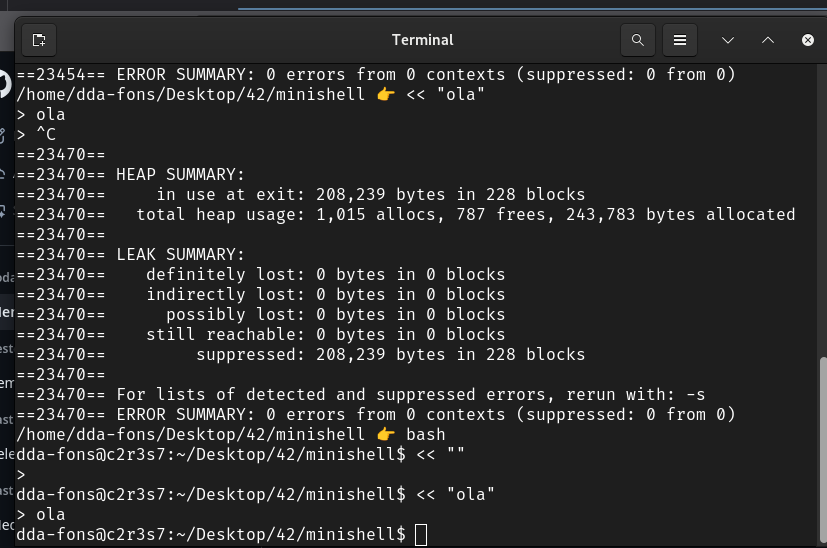 Terminal
==23454== ERROR SUMMARY: 0 errors from 0 contexts (suppressed: 0 from 0)
/home/dda-fons/Desktop/42/minishell 👉 << "ola"
> ola
> ^C
==23470==
==23470== HEAP SUMMARY:
==23470==     in use at exit: 208,239 bytes in 228 blocks
==23470==   total heap usage: 1,015 allocs, 787 frees, 243,783 bytes allocated
==23470==
==23470== LEAK SUMMARY:
==23470==    definitely lost: 0 bytes in 0 blocks
==23470==    indirectly lost: 0 bytes in 0 blocks
==23470==      possibly lost: 0 bytes in 0 blocks
==23470==    still reachable: 0 bytes in 0 blocks
==23470==         suppressed: 208,239 bytes in 228 blocks
==23470==
==23470== For lists of detected and suppressed errors, rerun with: -s
==23470== ERROR SUMMARY: 0 errors from 0 contexts (suppressed: 0 from 0)
/home/dda-fons/Desktop/42/minishell 👉 bash
dda-fons@c2r3s7:~/Desktop/42/minishell$ << ""
>
dda-fons@c2r3s7:~/Desktop/42/minishell$ << "ola"
> ola
dda-fons@c2r3s7:~/Desktop/42/minishell$